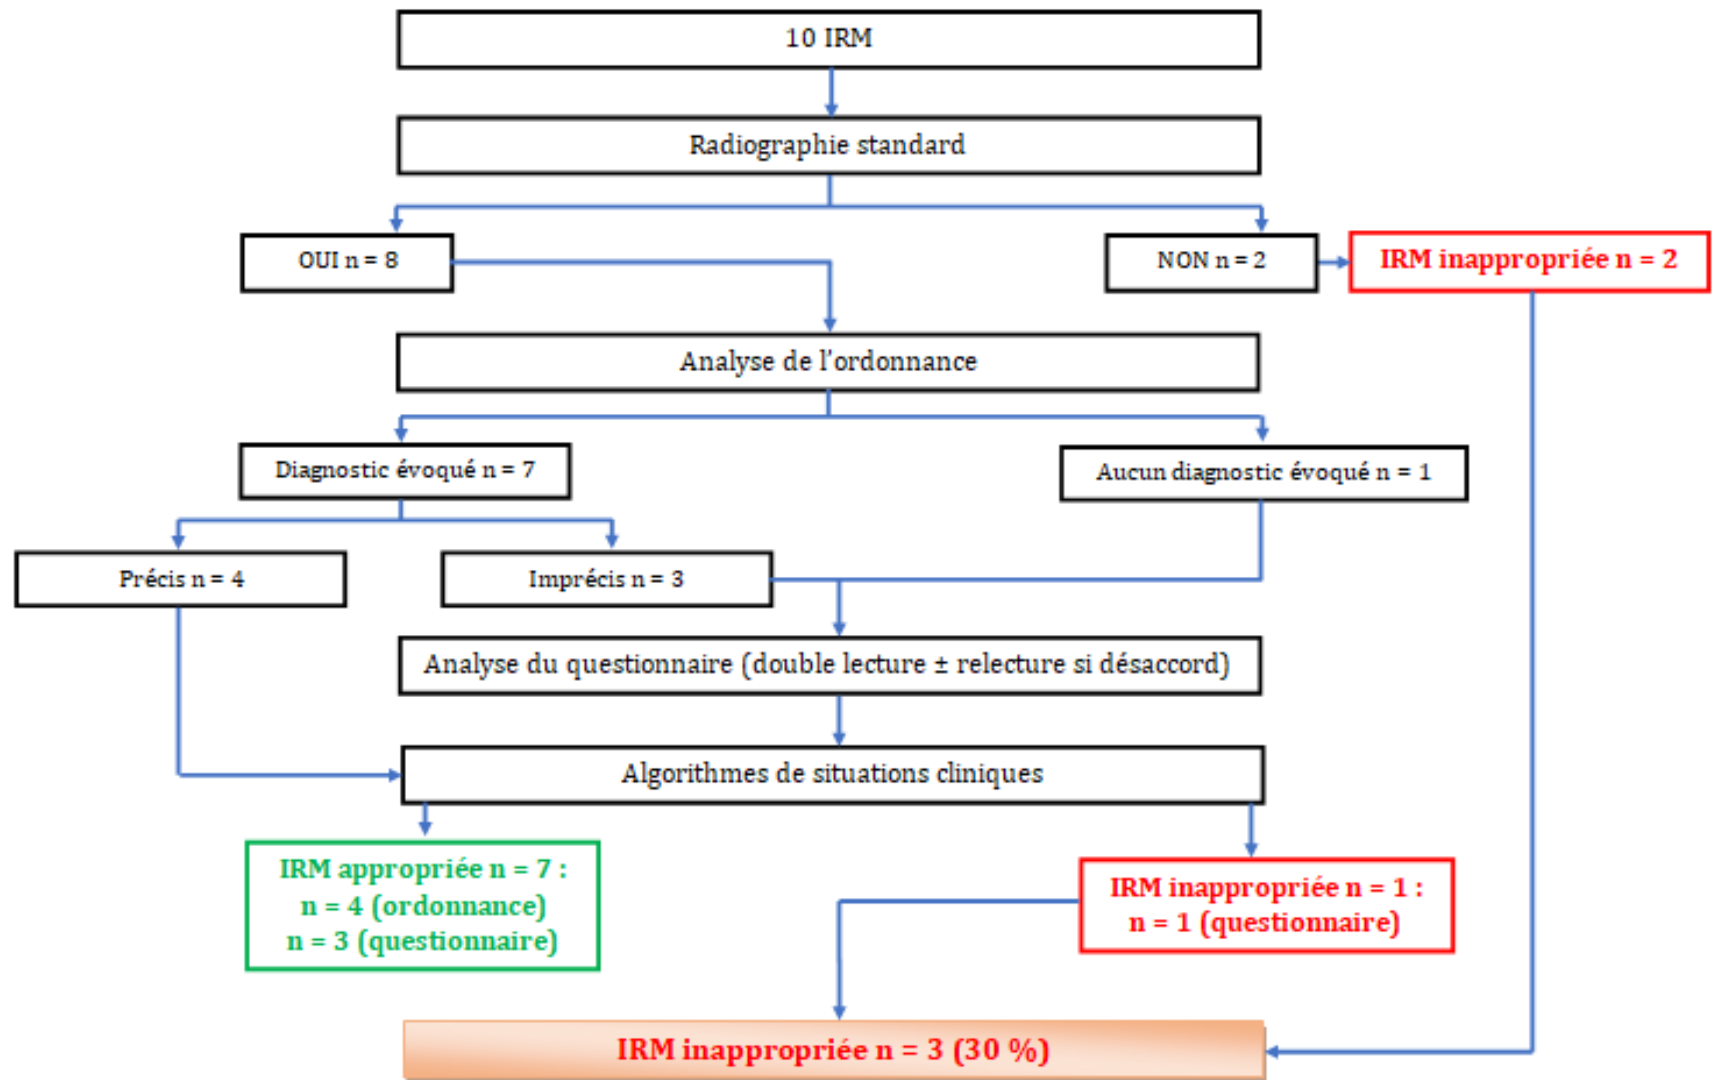 10 IRM
Radiographie standard
OUI n = 8
NON n = 2
IRM inappropriée n = 2
Analyse de l'ordonnance
Diagnostic évoqué n = 7
Aucun diagnostic évoqué n = 1
Précis n = 4
Imprécis n = 3
Analyse du questionnaire (double lecture ± relecture si désaccord)
Algorithmes de situations cliniques
IRM appropriée n = 7 :
n = 4 (ordonnance)
n = 3 (questionnaire)
IRM inappropriée n = 1 :
n = 1 (questionnaire)
IRM inappropriée n = 3 (30 %)